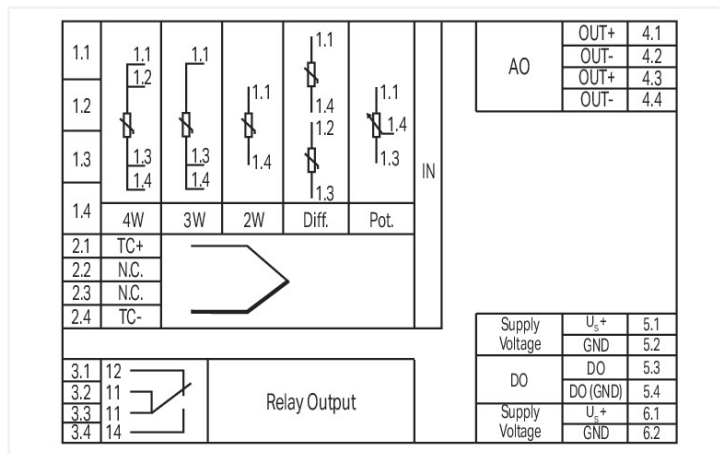 1.1
1.2
1.3
1.4
1.1
1.2
1.3
1.4
4W
1.1
1.3
1.4
3W
1.1
1.4
2W
1.1
1.4
1.2
1.3
Diff.
1.1
1.4
1.3
Pot.
IN
2.1 TC+
2.2 N.C.
2.3 N.C.
2.4 TC-
3.1 12
3.2 11
3.3 11
3.4 14
Relay Output
AO
OUT+ 4.1
OUT- 4.2
OUT+ 4.3
OUT- 4.4
Supply
Voltage
Us+ 5.1
GND 5.2
DO
DO 5.3
DO (GND) 5.4
Supply
Voltage
Us+ 6.1
GND 6.2